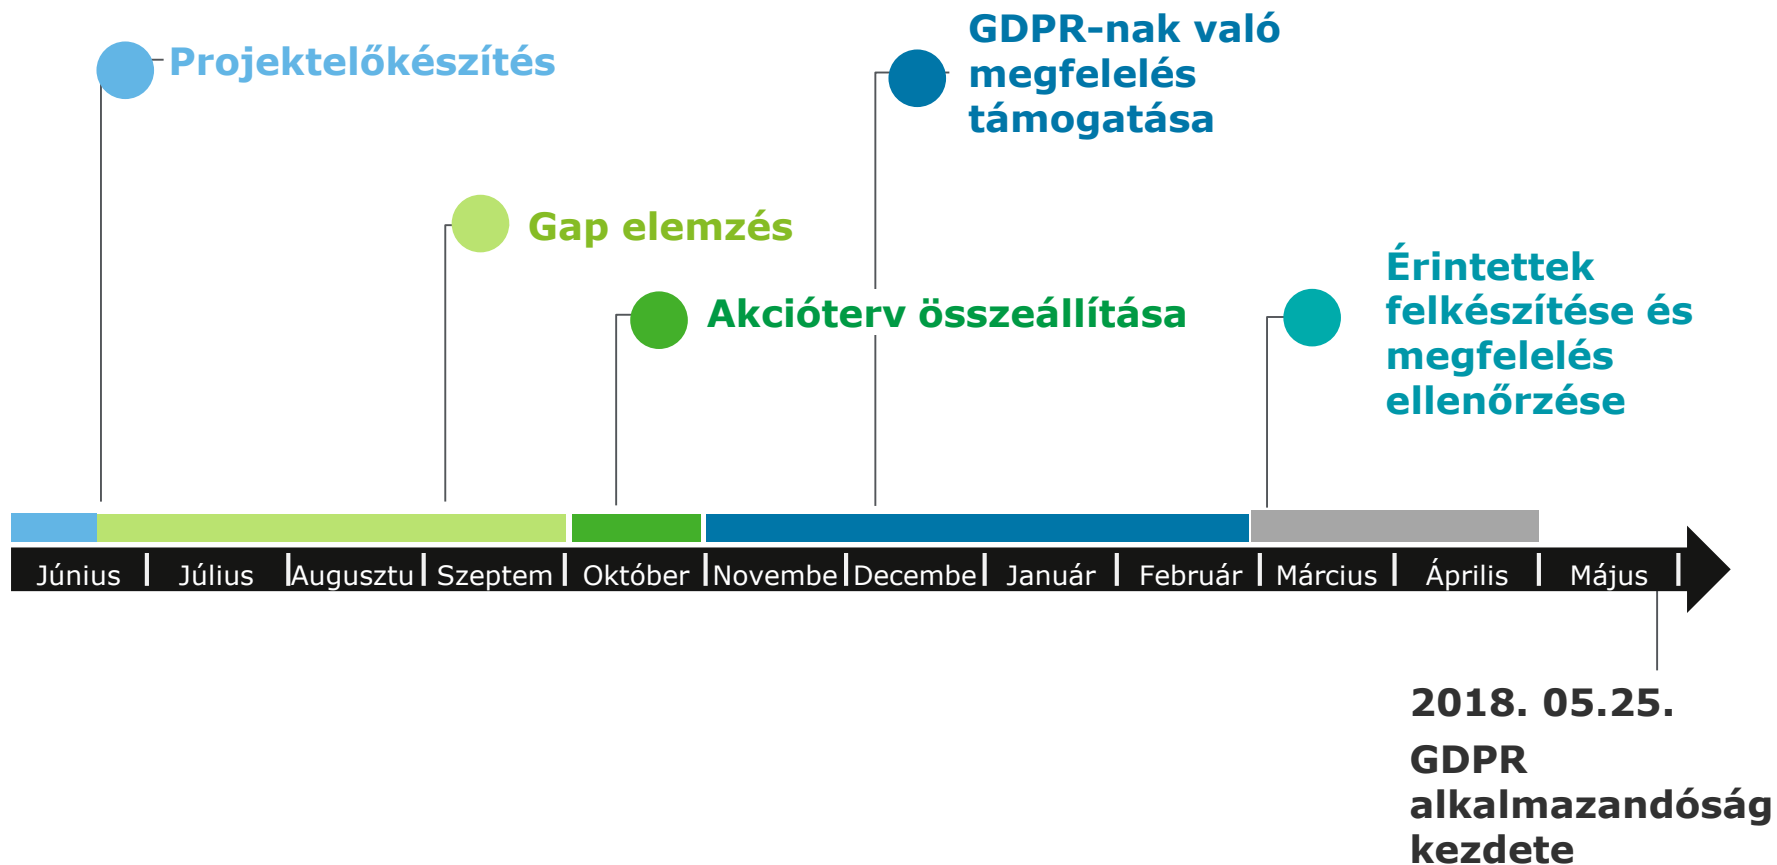 Projektelőkészítés
GDPR-nak való
megfelelés
támogatása
Gap elemzés
Akcióterv összeállítása
Érintettek
felkészítése és
megfelelés
ellenőrzése
Június Július Augusztu Szeptem Október Novembe Decembe Január Február Március Április Május
2018. 05.25.
GDPR
alkalmazandóság
kezdete